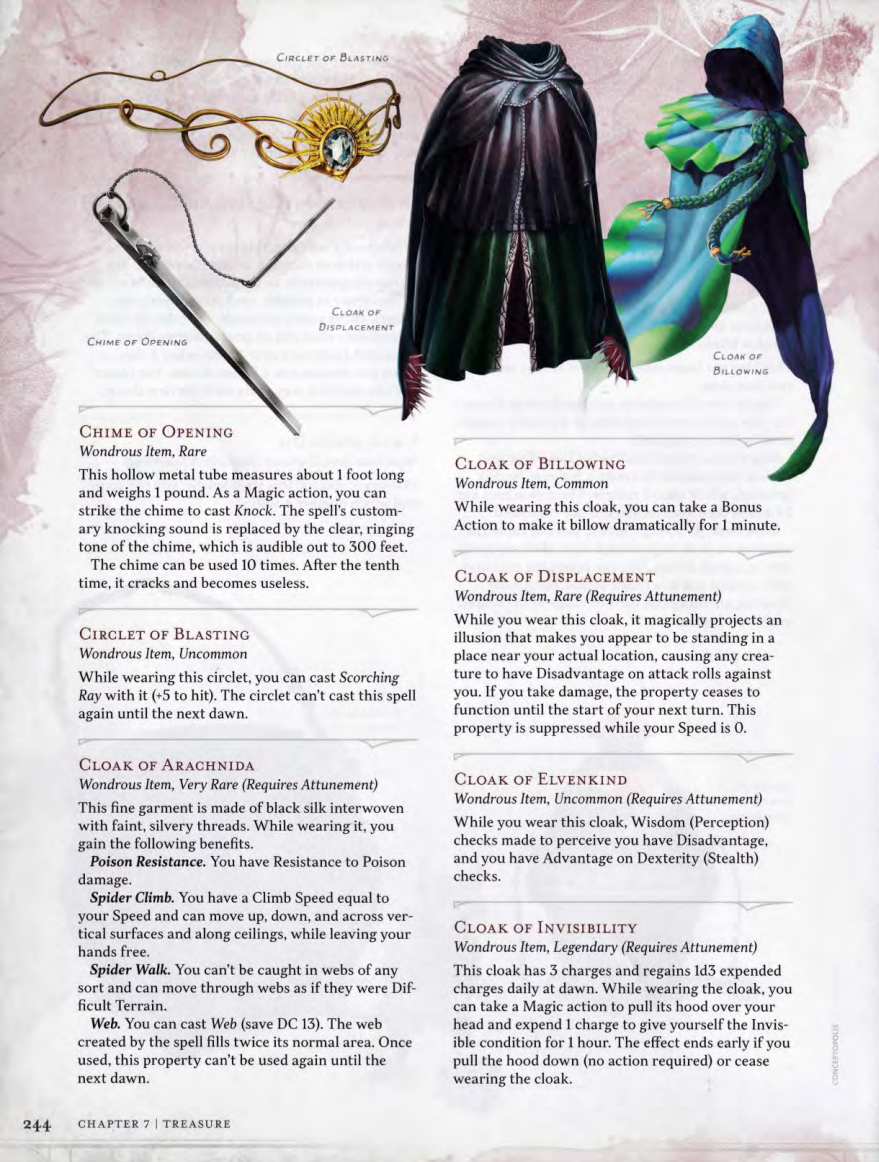 CIRCLET OF BLASTING
CLOAK OF
DISPLACEMENT
CHIME OF OPENING
CLOAK OF
BILLOWING
CHIME OF OPENING
Wondrous Item, Rare
This hollow metal tube measures about 1 foot long
and weighs 1 pound. As a Magic action, you can
strike the chime to cast Knock. The spell's custom-
ary knocking sound is replaced by the clear, ringing
tone of the chime, which is audible out to 300 feet.
The chime can be used 10 times. After the tenth
time, it cracks and becomes useless.
CIRCLET OF BLASTING
Wondrous Item, Uncommon
While wearing this circlet, you can cast Scorching
Ray with it (+5 to hit). The circlet can't cast this spell
again until the next dawn.
CLOAK OF ARACHNIDA
Wondrous Item, Very Rare (Requires Attunement)
This fine garment is made of black silk interwoven
with faint, silvery threads. While wearing it, you
gain the following benefits.
Poison Resistance. You have Resistance to Poison
damage.
Spider Climb. You have a Climb Speed equal to
your Speed and can move up, down, and across ver-
tical surfaces and along ceilings, while leaving your
hands free.
Spider Walk. You can't be caught in webs of any
sort and can move through webs as if they were Dif-
ficult Terrain.
Web. You can cast Web (save DC 13). The web
created by the spell fills twice its normal area. Once
used, this property can't be used again until the
next dawn.
CLOAK OF BILLOWING
Wondrous Item, Common
While wearing this cloak, you can take a Bonus
Action to make it billow dramatically for 1 minute.
CLOAK OF DISPLACEMENT
Wondrous Item, Rare (Requires Attunement)
While you wear this cloak, it magically projects an
illusion that makes you appear to be standing in a
place near your actual location, causing any crea-
ture to have Disadvantage on attack rolls against
you. If you take damage, the property ceases to
function until the start of your next turn. This
property is suppressed while your Speed is 0.
CLOAK OF ELVENKIND
Wondrous Item, Uncommon (Requires Attunement)
While you wear this cloak, Wisdom (Perception)
checks made to perceive you have Disadvantage,
and you have Advantage on Dexterity (Stealth)
checks.
CLOAK OF INVISIBILITY
Wondrous Item, Legendary (Requires Attunement)
This cloak has 3 charges and regains 1d3 expended
charges daily at dawn. While wearing the cloak, you
can take a Magic action to pull its hood over your
head and expend 1 charge to give yourself the Invis-
ible condition for 1 hour. The effect ends early if you
pull the hood down (no action required) or cease
wearing the cloak.
CONCEPTOPOLIS
244 CHAPTER 7 | TREASURE